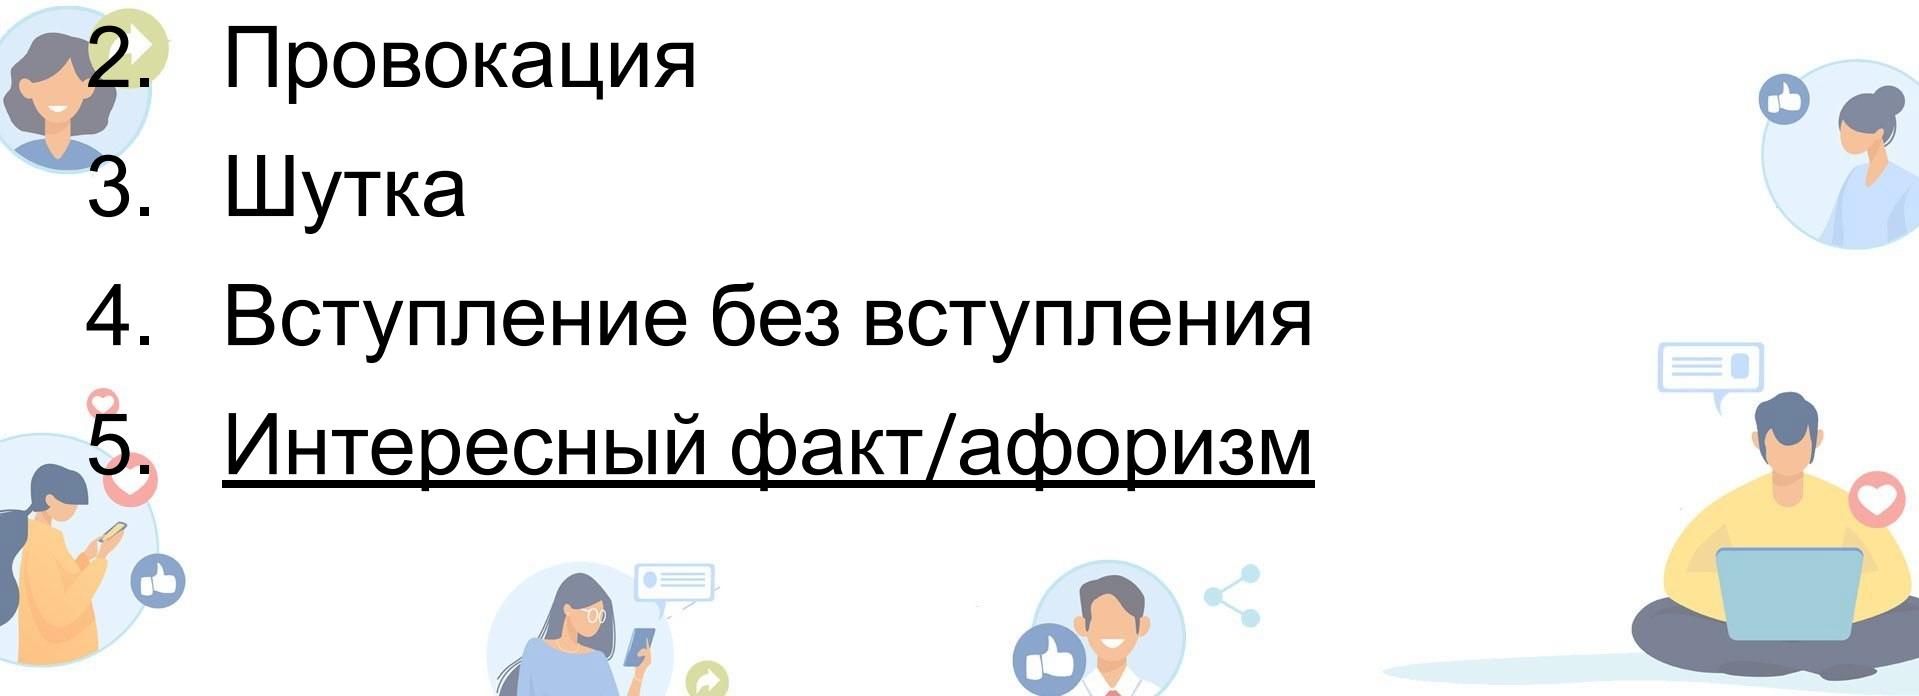 2. Провокация
3. Шутка
4. Вступление без вступления
5. Интересный факт/афоризм